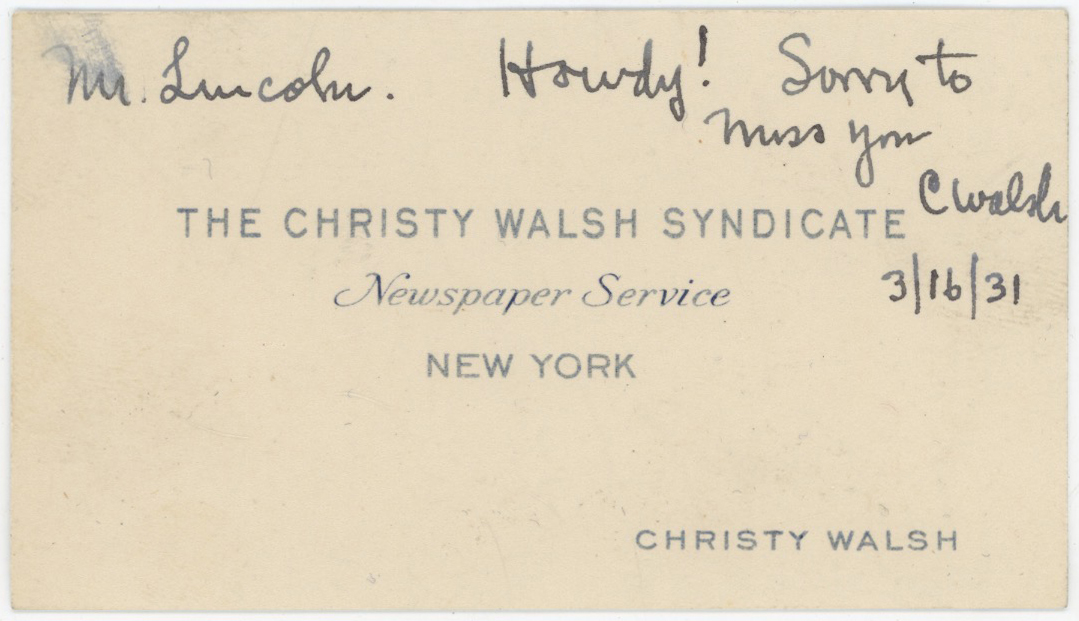 Mr. Lincoln. Howdy! Sorry to
miss you
C Walsh
THE CHRISTY WALSH SYNDICATE
3/16/31
Newspaper Service
NEW YORK
CHRISTY WALSH